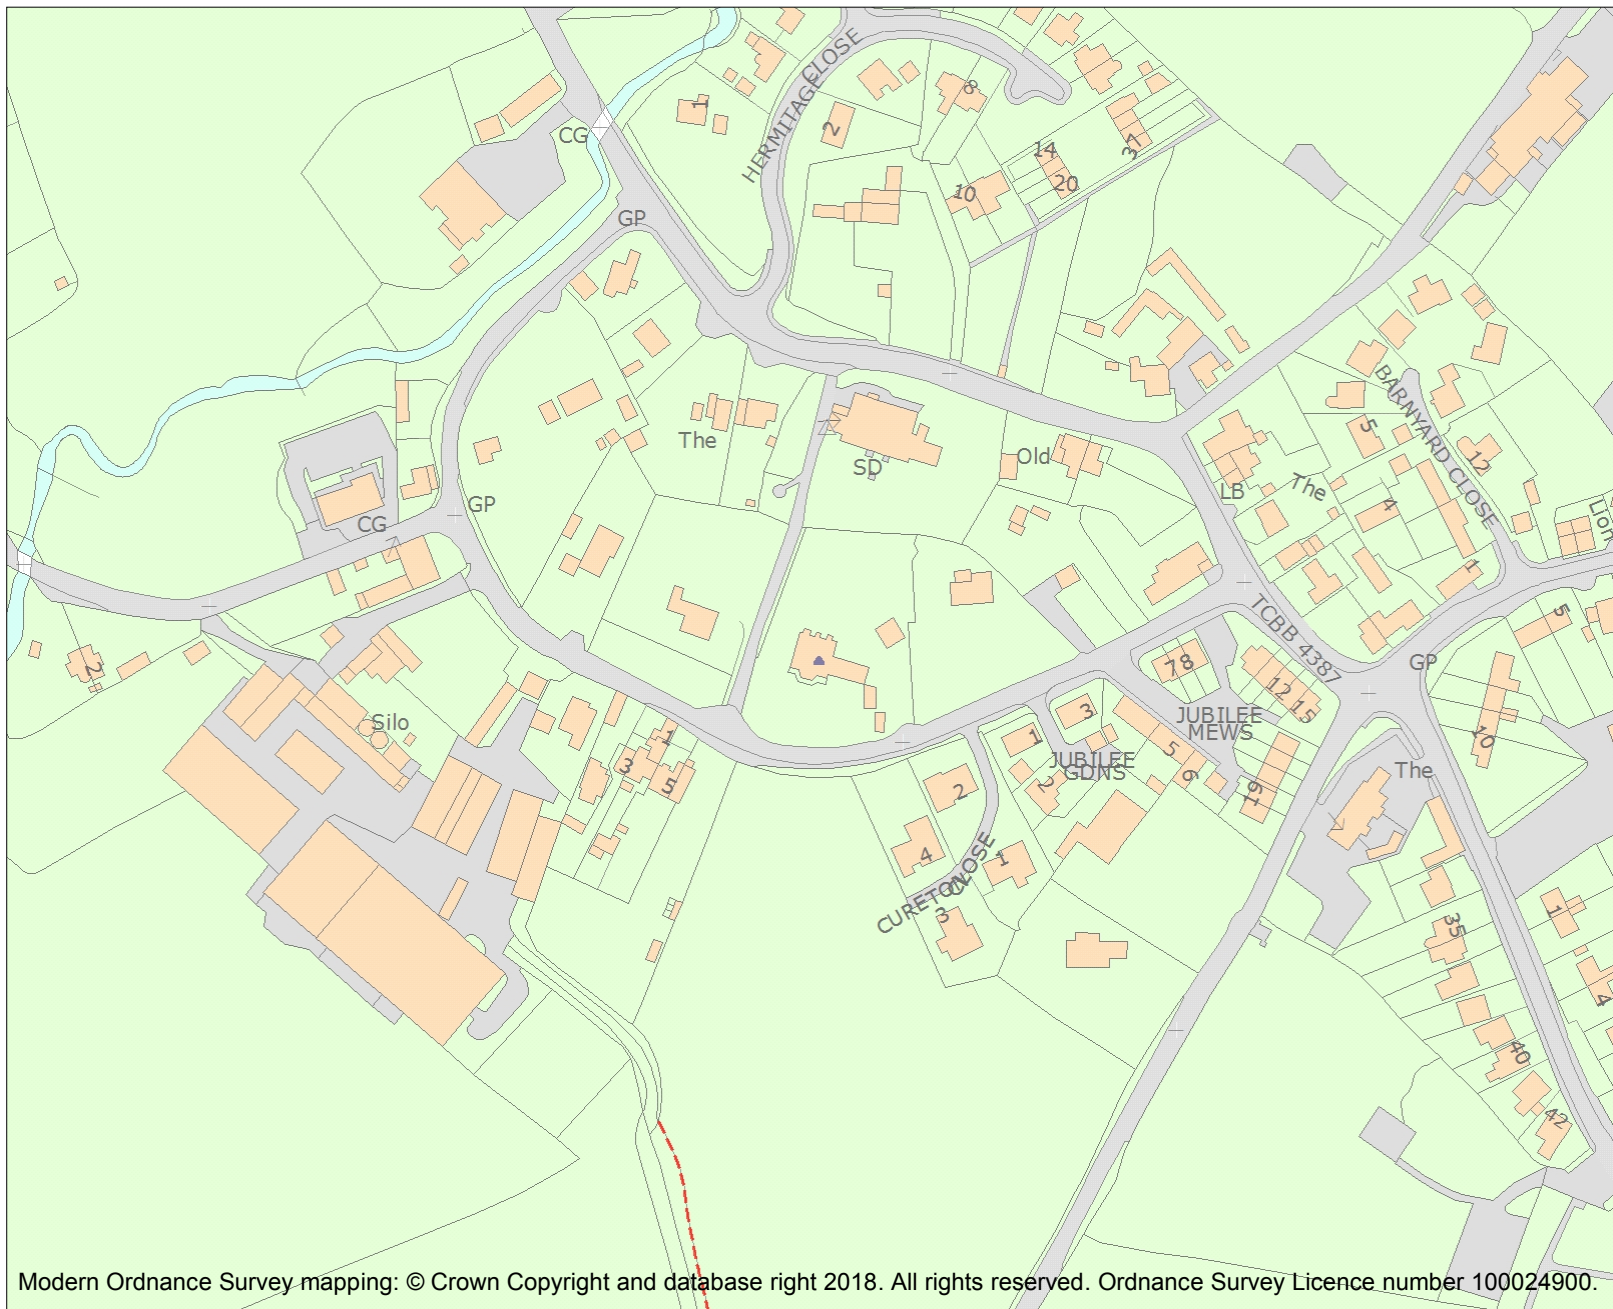 HERMITAGE CLOSE
1
8
CG
2
14
37
20
10
GP
BARNYARD CLOSE
5
The
SD
Old
12
LB
The
4
GP
CG
Lion
1
TCBB 4387
5
2
78
GP
12 15
Silo
3
JUBILEE
MEWS
10
1
1
5
JUBILEE
GDNS
3
5
2
2
6
The
19
4
1
CURETON CLOSE
3
35
1
4
40
42
Modern Ordnance Survey mapping: © Crown Copyright and database right 2018. All rights reserved. Ordnance Survey Licence number 100024900.